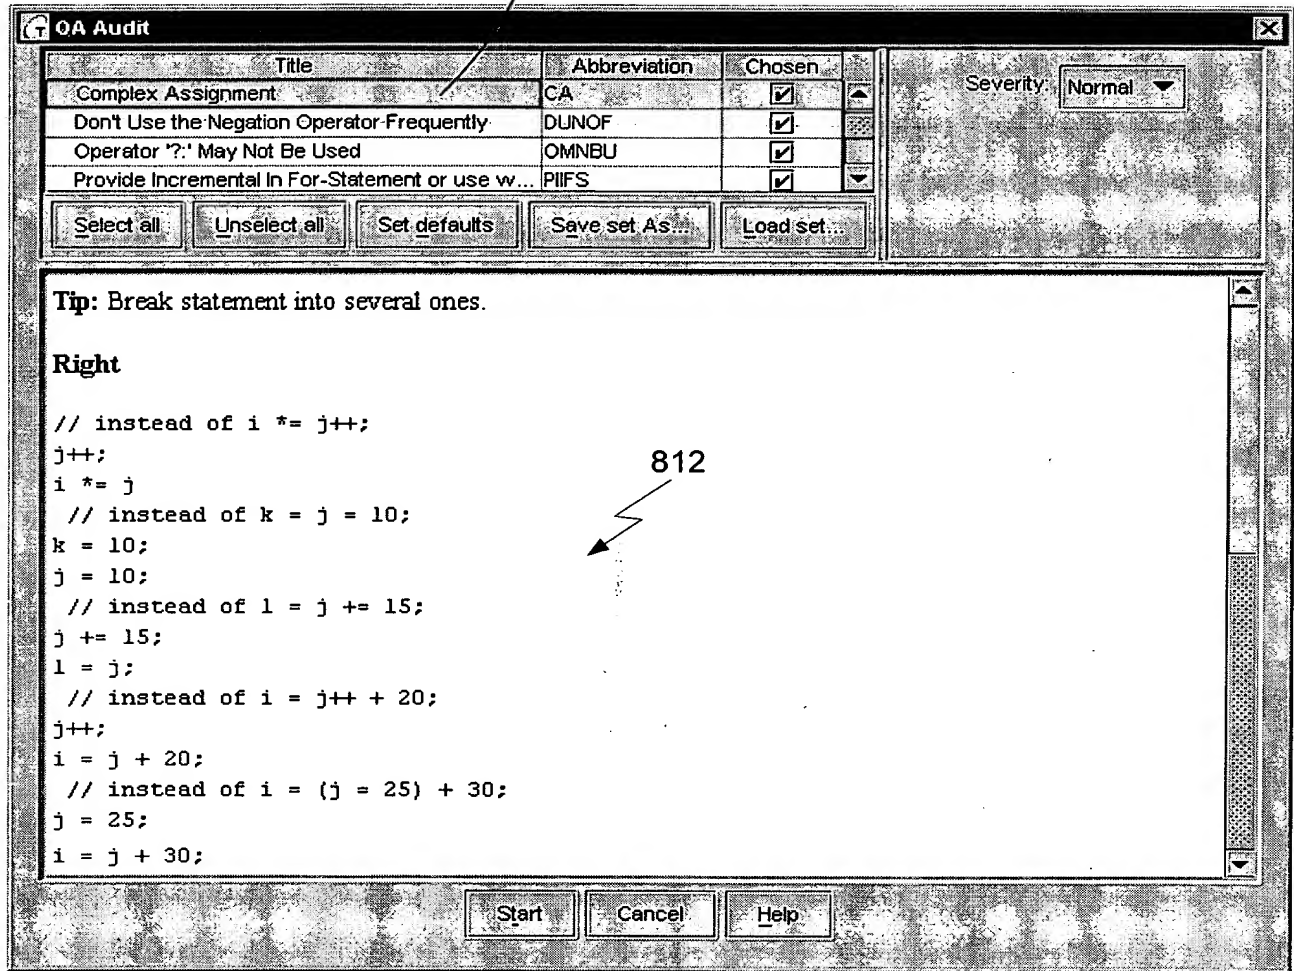 QA Audit
Title Abbreviation Chosen
Complex Assignment CA
Don't Use the Negation Operator Frequently DUNOF
Operator '?:' May Not Be Used OMNBU
Provide Incremental In For-Statement or use w... PIIFS
Severity: Normal
Select all Unselect all Set defaults Save set As... Load set...
Tip: Break statement into several ones.
Right
// instead of i *= j++;
j++;
812
i *= j
// instead of k = j = 10;
k = 10;
j = 10;
// instead of l = j += 15;
j += 15;
l = j;
// instead of i = j++ + 20;
j++;
i = j + 20;
// instead of i = (j = 25) + 30;
j = 25;
i = j + 30;
Start Cancel Help